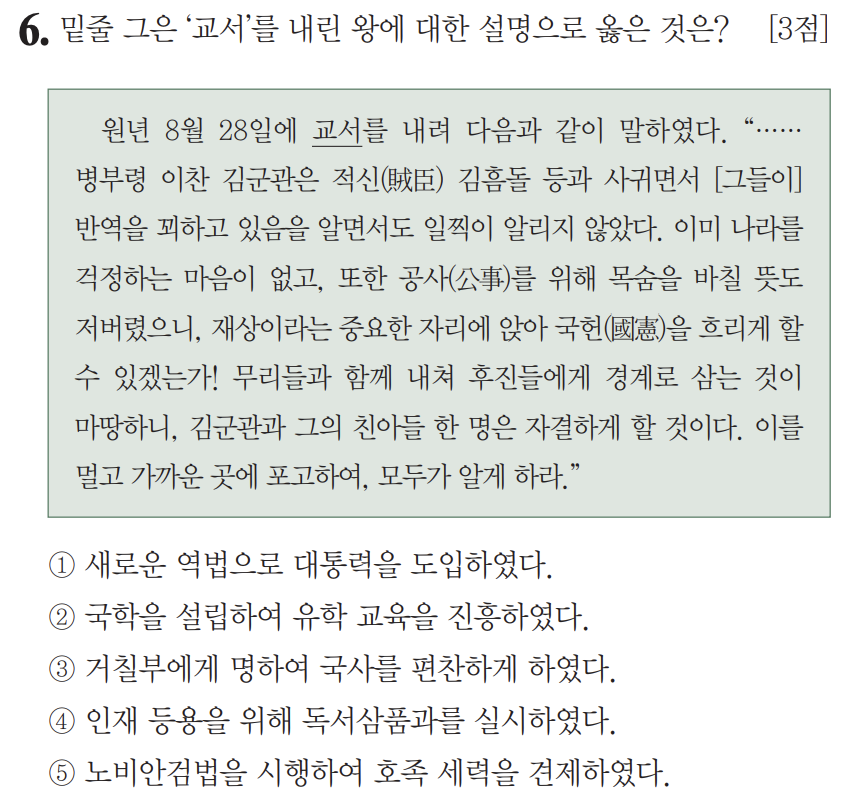 6. 밑줄 그은 ‘교서’를 내린 왕에 대한 설명으로 옳은 것은? [3점]
원년 8월 28일에 교서를 내려 다음과 같이 말하였다. “……
병부령 이찬 김군관은 적신(賊臣) 김흠돌 등과 사귀면서 [그들이]
반역을 꾀하고 있음을 알면서도 일찍이 알리지 않았다. 이미 나라를
걱정하는 마음이 없고, 또한 공사(公事)를 위해 목숨을 바칠 뜻도
저버렸으니, 재상이라는 중요한 자리에 앉아 국헌(國憲)을 흐리게 할
수 있겠는가! 무리들과 함께 내쳐 후진들에게 경계로 삼는 것이
마땅하니, 김군관과 그의 친아들 한 명은 자결하게 할 것이다. 이를
멀고 가까운 곳에 포고하여, 모두가 알게 하라.”
① 새로운 역법으로 대통력을 도입하였다.
② 국학을 설립하여 유학 교육을 진흥하였다.
③ 거칠부에게 명하여 국사를 편찬하게 하였다.
④ 인재 등용을 위해 독서삼품과를 실시하였다.
⑤ 노비안검법을 시행하여 호족 세력을 견제하였다.